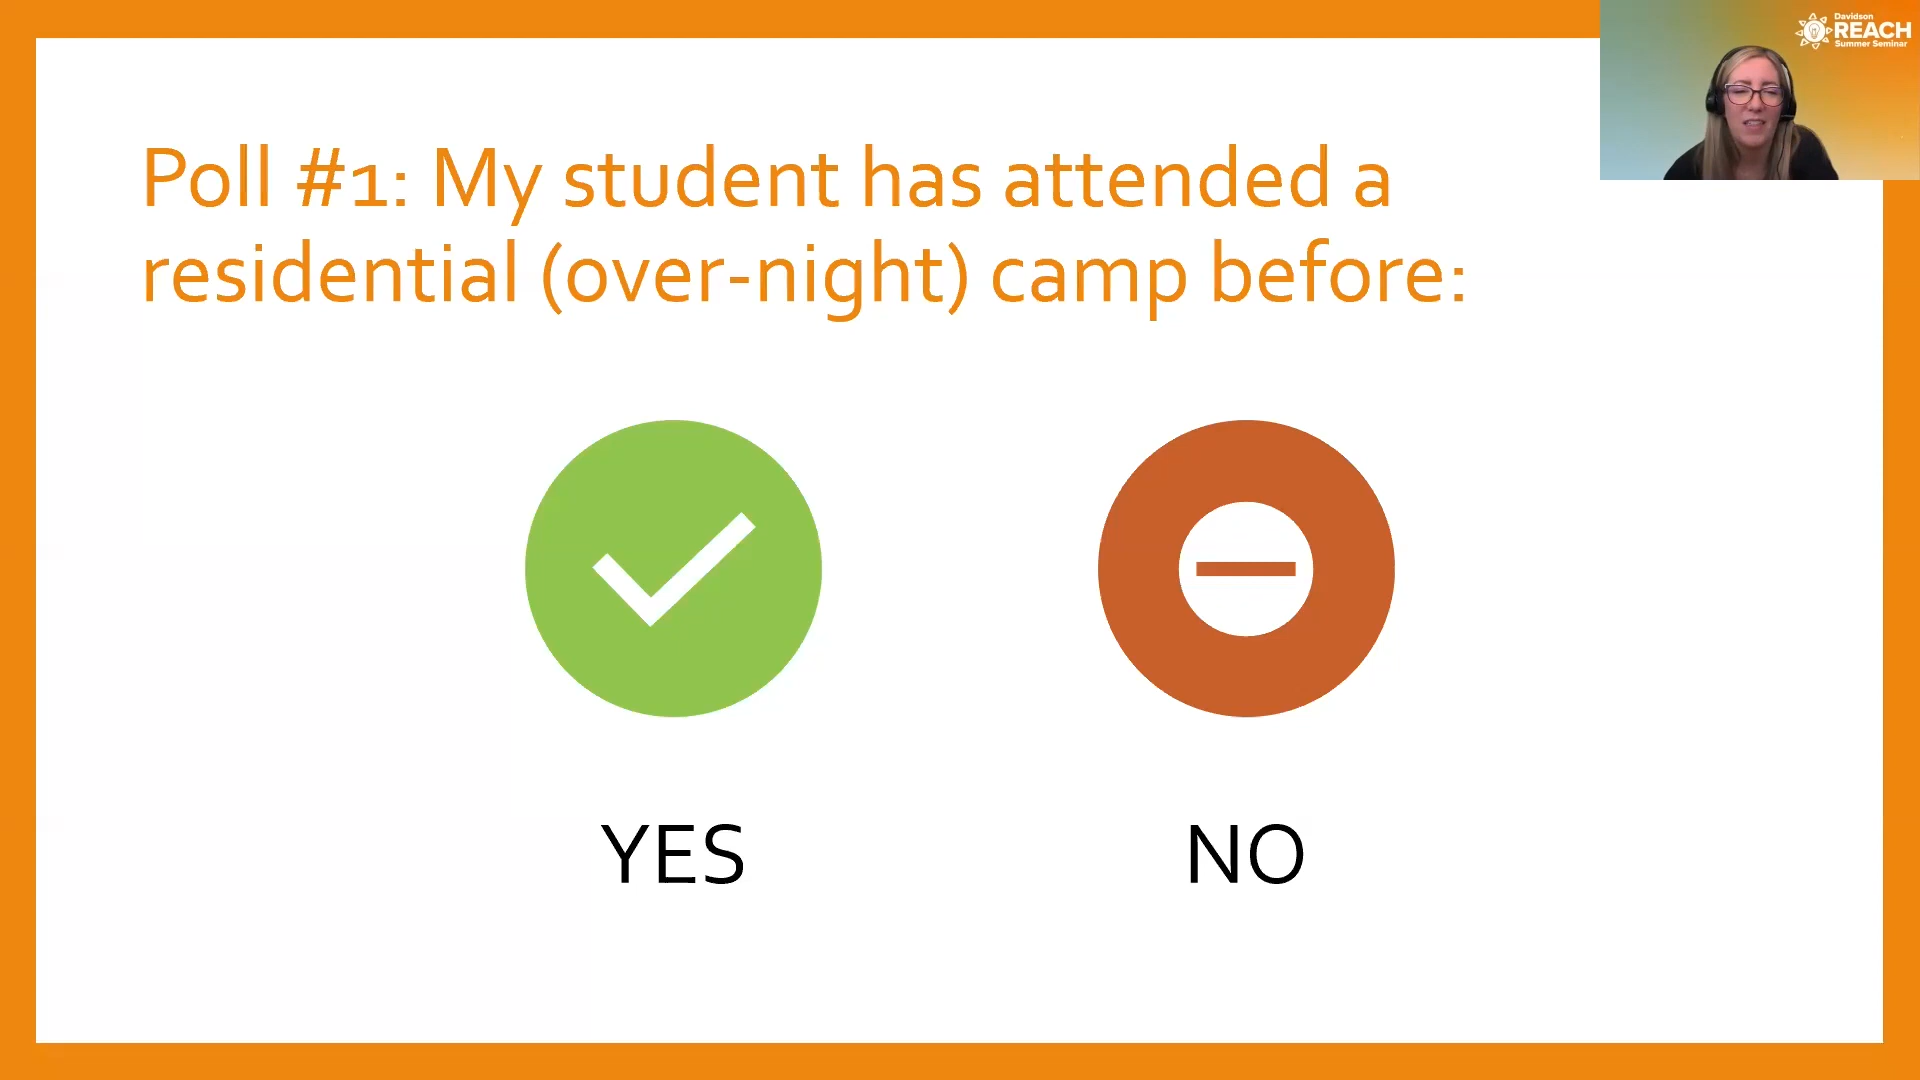 Davidson
REACH
Summer Seminar
Poll #1: My student has attended a
residential (over-night) camp before:
YES
NO